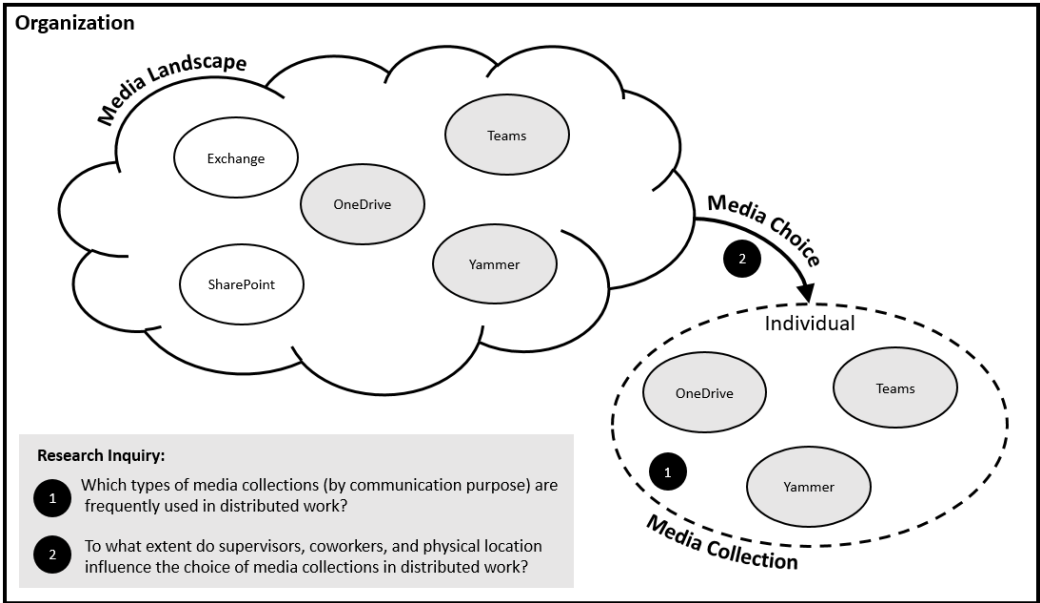 Organization
Media Landscape
Exchange
Teams
OneDrive
SharePoint
Yammer
Media Choice
2
Individual
OneDrive
Teams
1
Yammer
Media Collection
Research Inquiry:
1 Which types of media collections (by communication purpose) are
frequently used in distributed work?
2 To what extent do supervisors, coworkers, and physical location
influence the choice of media collections in distributed work?